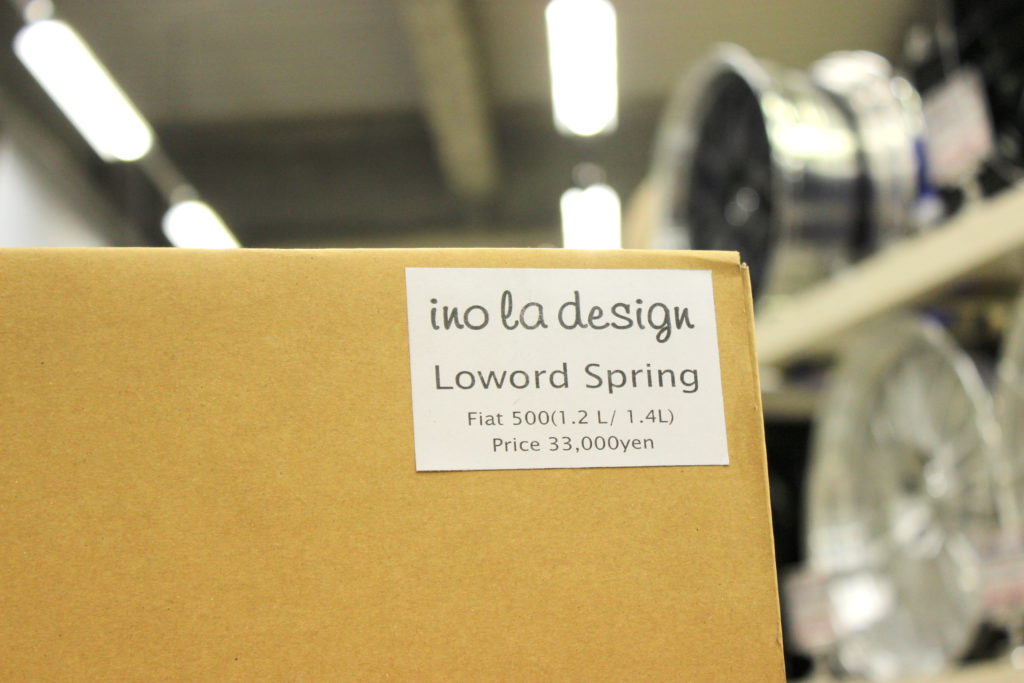 ino la design
Loword Spring
Fiat 500(1.2 L/ 1.4L)
Price 33,000yen